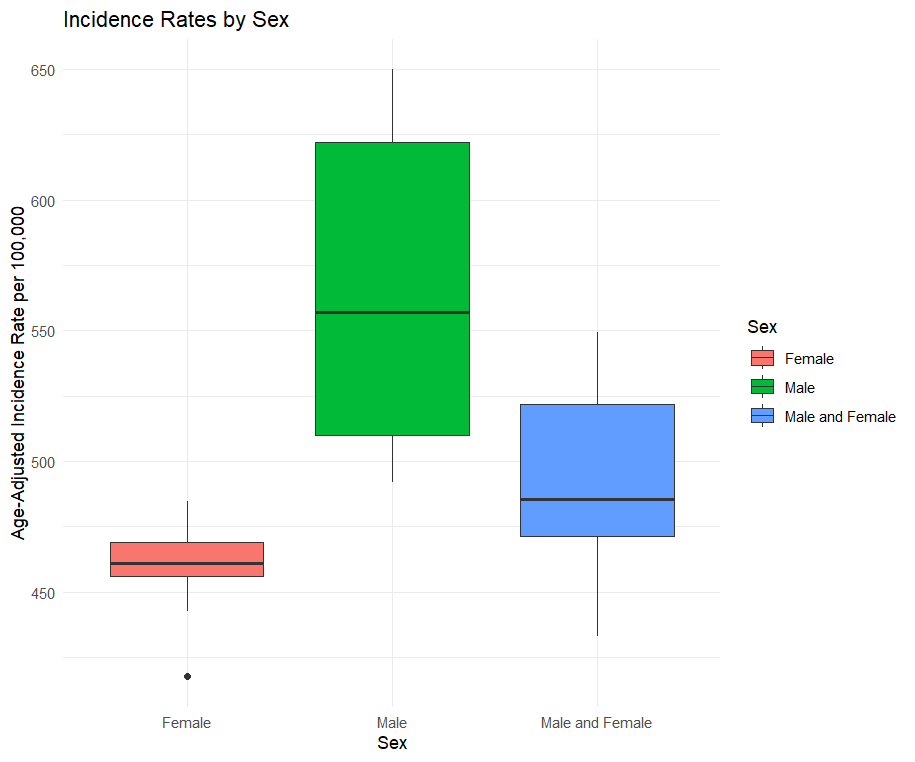 Incidence Rates by Sex
Age-Adjusted Incidence Rate per 100,000
650
600
550
500
450
Female
Male
Male and Female
Sex
Sex
Female
Male
Male and Female